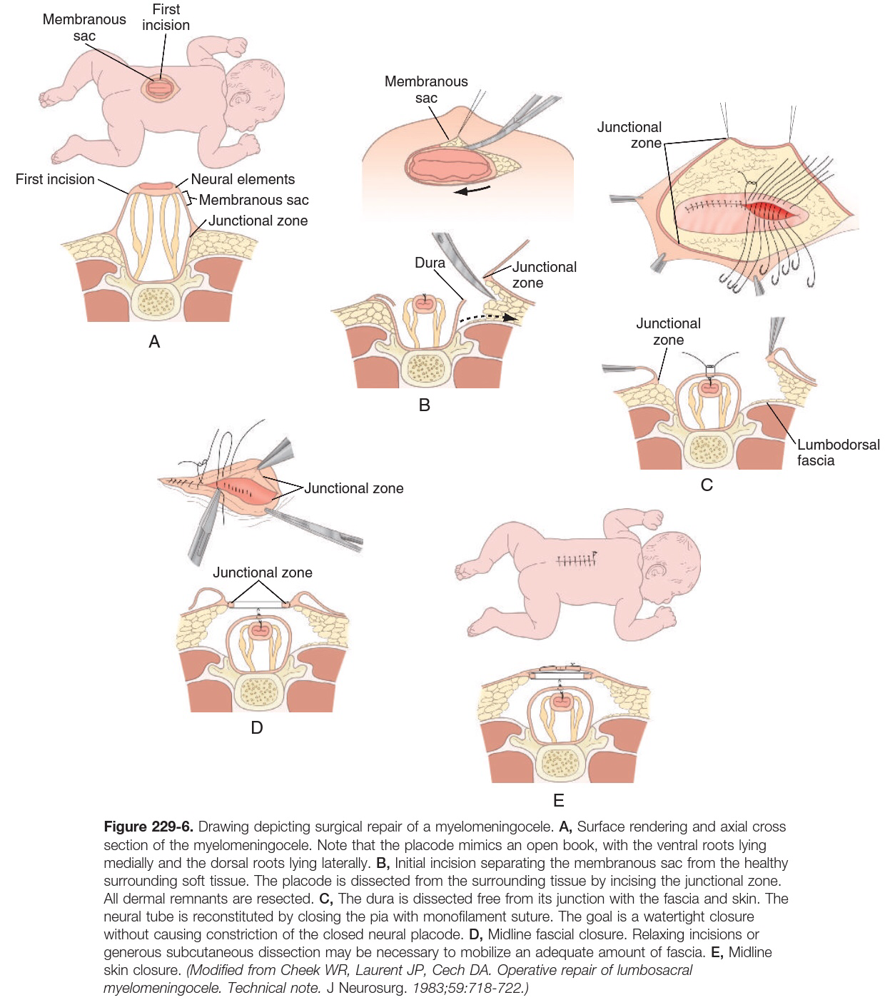 Membranous
sac
First
incision
First incision
Neural elements
Membranous sac
Junctional zone
A
Membranous
sac
Dura
Junctional
zone
B
Junctional
zone
Junctional
zone
Lumbodorsal
fascia
C
Junctional zone
Junctional zone
D
E
Figure 229-6. Drawing depicting surgical repair of a myelomeningocele. A, Surface rendering and axial cross
section of the myelomeningocele. Note that the placode mimics an open book, with the ventral roots lying
medially and the dorsal roots lying laterally. B, Initial incision separating the membranous sac from the healthy
surrounding soft tissue. The placode is dissected from the surrounding tissue by incising the junctional zone.
All dermal remnants are resected. C, The dura is dissected free from its junction with the fascia and skin. The
neural tube is reconstituted by closing the pia with monofilament suture. The goal is a watertight closure
without causing constriction of the closed neural placode. D, Midline fascial closure. Relaxing incisions or
generous subcutaneous dissection may be necessary to mobilize an adequate amount of fascia. E, Midline
skin closure. (Modified from Cheek WR, Laurent JP, Cech DA. Operative repair of lumbosacral
myelomeningocele. Technical note. J Neurosurg. 1983;59:718-722.)